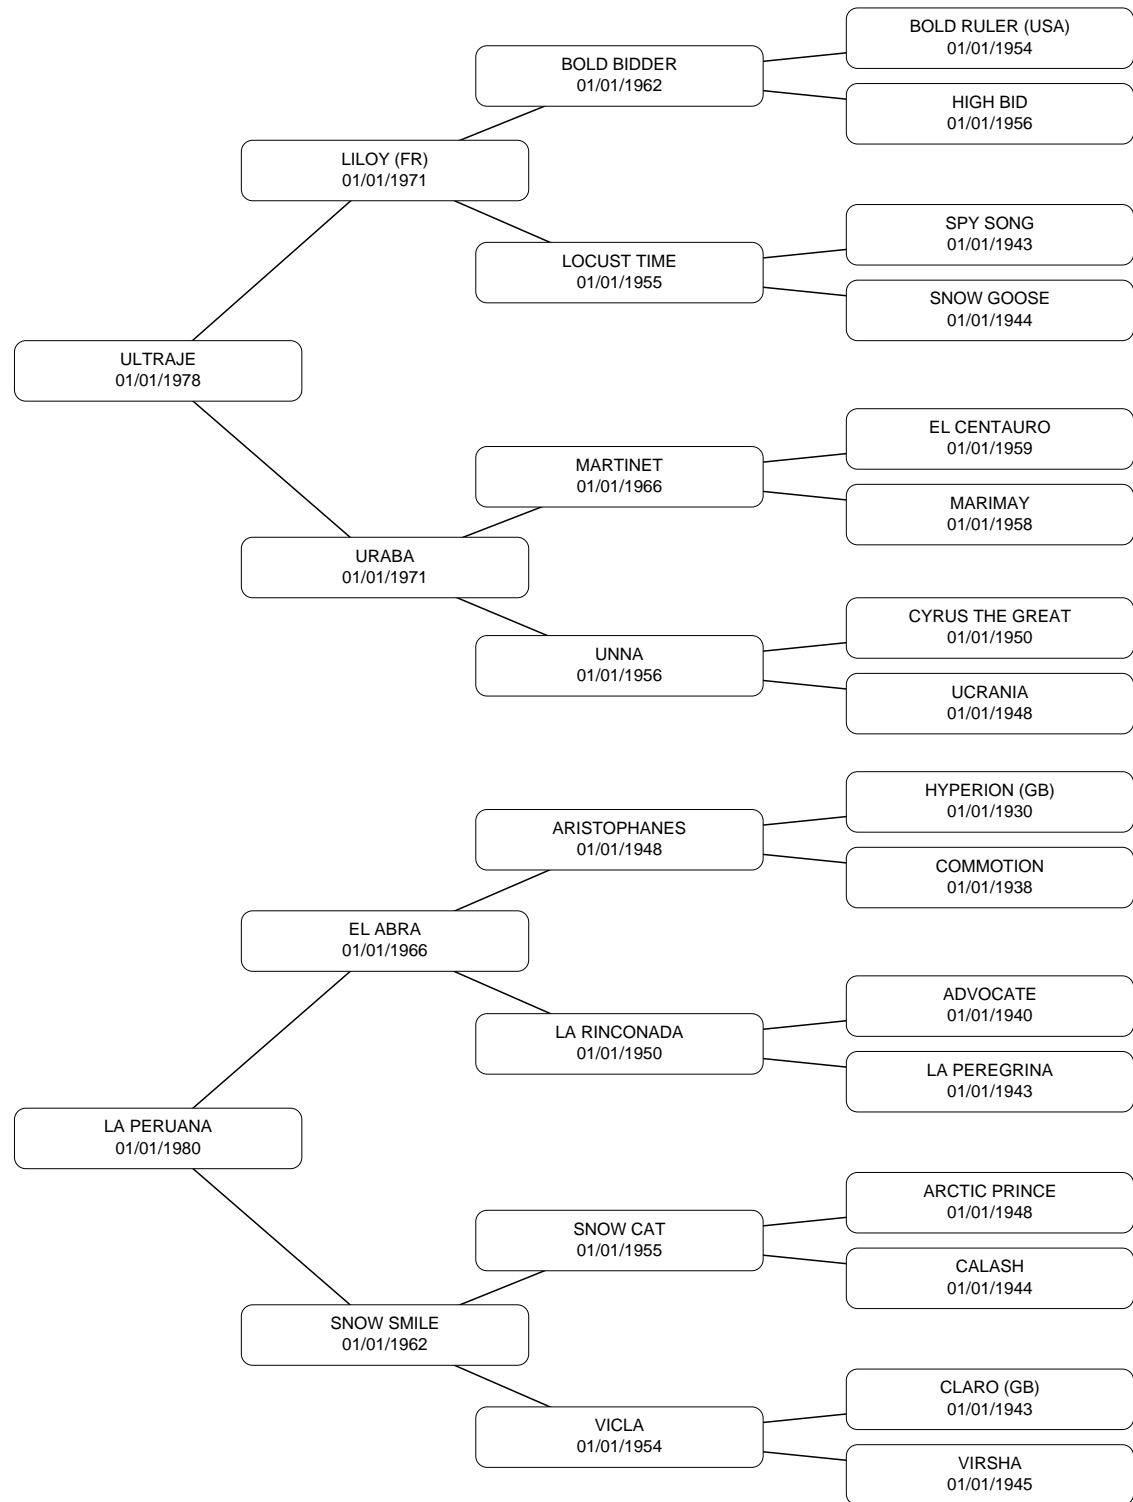 BOLD RULER (USA)
01/01/1954
BOLD BIDDER
01/01/1962
HIGH BID
01/01/1956
LILOY (FR)
01/01/1971
SPY SONG
01/01/1943
LOCUST TIME
01/01/1955
SNOW GOOSE
01/01/1944
ULTRAJE
01/01/1978
EL CENTAURO
01/01/1959
MARTINET
01/01/1966
MARIMAY
01/01/1958
URABA
01/01/1971
CYRUS THE GREAT
01/01/1950
UNNA
01/01/1956
UCRANIA
01/01/1948
HYPERION (GB)
01/01/1930
ARISTOPHANES
01/01/1948
COMMOTION
01/01/1938
EL ABRA
01/01/1966
ADVOCATE
01/01/1940
LA RINCONADA
01/01/1950
LA PEREGRINA
01/01/1943
LA PERUANA
01/01/1980
ARCTIC PRINCE
01/01/1948
SNOW CAT
01/01/1955
CALASH
01/01/1944
SNOW SMILE
01/01/1962
CLARO (GB)
01/01/1943
VICLA
01/01/1954
VIRSHA
01/01/1945